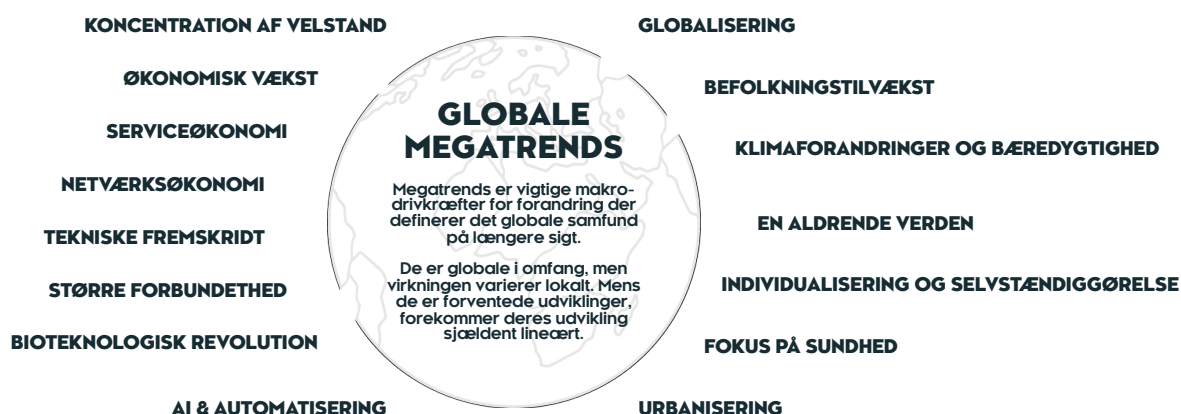 KONCENTRATION AF VELSTAND
ØKONOMISK VÆKST
SERVICEØKONOMI
NETVÆRKSØKONOMI
TEKNISKE FREMSKRIDT
STØRRE FORBUNDETHED
BIOTEKNOLOGISK REVOLUTION
AI & AUTOMATISERING
GLOBALE
MEGATRENDS
Megatrends er vigtige makro-
drivkræfter for forandring der
definerer det globale samfund
på længere sigt.
De er globale i omfang, men
virkningen varierer lokalt. Mens
de er forventede udviklinger,
forekommer deres udvikling
sjældent lineært.
GLOBALISERING
BEFOLKNINGSTILVÆKST
KLIMAFORANDRINGER OG BÆREDYGTIGHED
EN ALDRENDE VERDEN
INDIVIDUALISERING OG SELVSTÆNDIGGØRELSE
FOKUS PÅ SUNDHED
URBANISERING